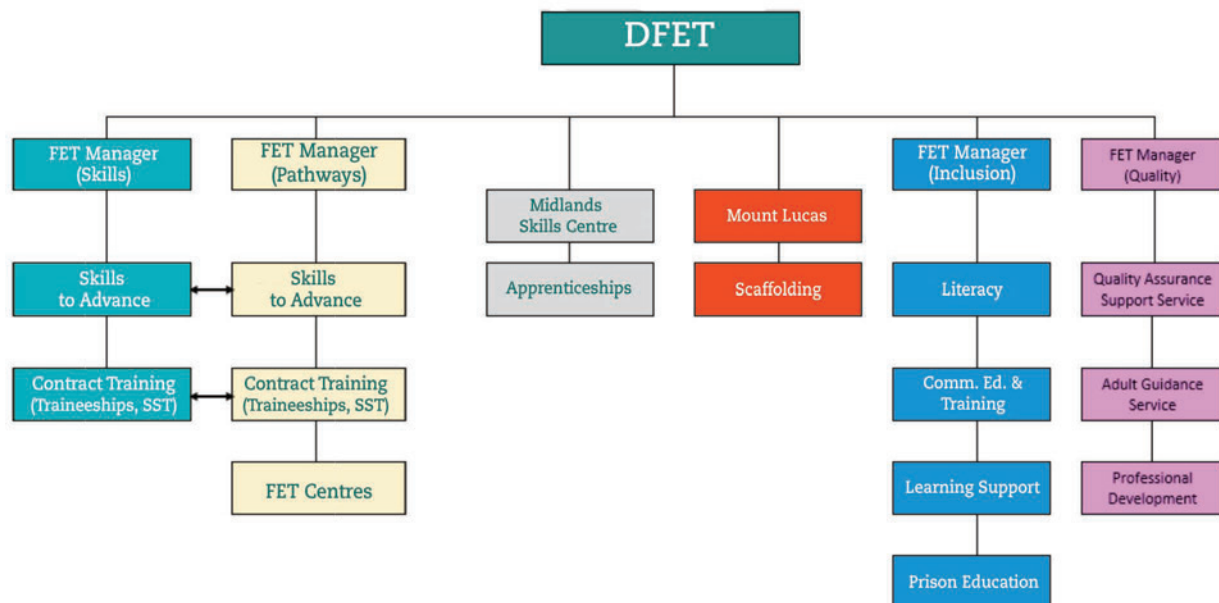 DFET
FET Manager
(Skills)
Skills
to Advance
Contract Training
(Traineeships, SST)
FET Manager
(Pathways)
Skills
to Advance
Contract Training
(Traineeships, SST)
FET Centres
Midlands
Skills Centre
Apprenticeships
Mount Lucas
Scaffolding
FET Manager
(Inclusion)
Literacy
Comm. Ed. &
Training
Learning Support
Prison Education
FET Manager
(Quality)
Quality Assurance
Support Service
Adult Guidance
Service
Professional
Development